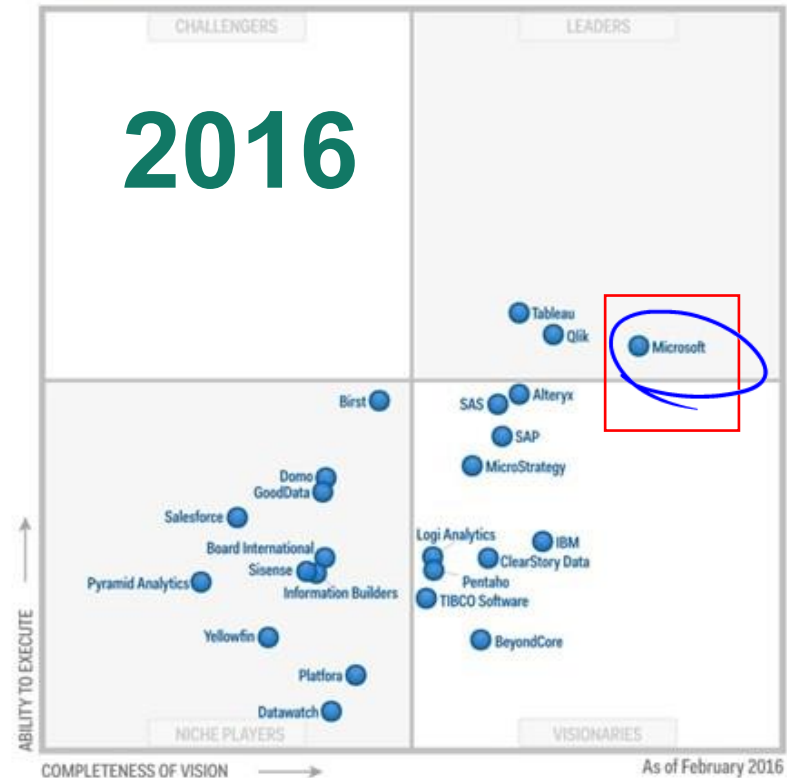 CHALLENGERS
LEADERS
2016
Tableau
Qlik
Microsoft
Birst
Alteryx
SAS
SAP
MicroStrategy
Domo
GoodData
Salesforce
Logi Analytics
IBM
Board International
ClearStory Data
Sisense
Pyramid Analytics
Pentaho
Information Builders
TIBCO Software
Yellowfin
BeyondCore
Platfora
Datawatch
NICHE PLAYERS
VISIONARIES
ABILITY TO EXECUTE
COMPLETENESS OF VISION
As of February 2016